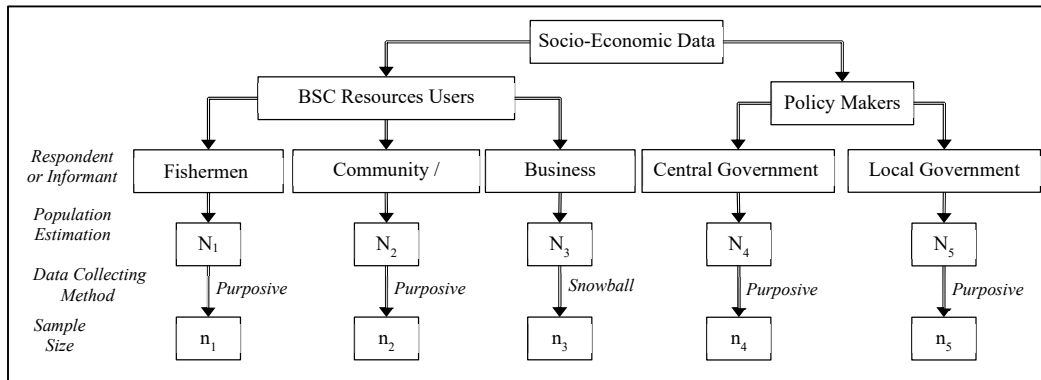 Socio-Economic Data
BSC Resources Users
Policy Makers
Respondent
or Informant
Fishermen
Community /
Business
Central Government
Local Government
Population
Estimation
N₁
N₂
N₃
N₄
N₅
Data Collecting
Method
Purposive
Purposive
Snowball
Purposive
Purposive
Sample
Size
n₁
n₂
n₃
n₄
n₅